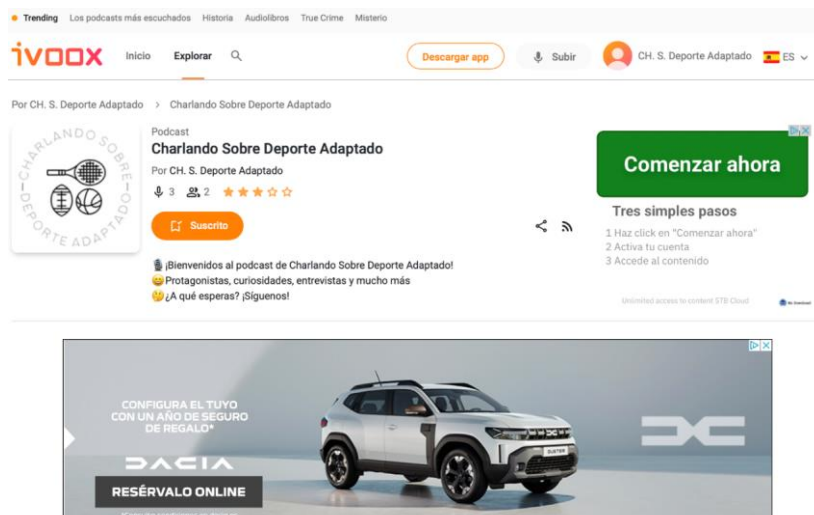 Trending Los podcasts más escuchados Historia Audiolibros True Crime Misterio
ivoox Inicio Explorar Descargar app Subir CH. S. Deporte Adaptado ES
Por CH. S. Deporte Adaptado > Charlando Sobre Deporte Adaptado
CHARLANDO SOBRE DEPORTE ADAPTADO
Podcast
Charlando Sobre Deporte Adaptado
Por CH. S. Deporte Adaptado
3 2
Suscrito
🎙️¡Bienvenidos al podcast de Charlando Sobre Deporte Adaptado!
😄Protagonistas, curiosidades, entrevistas y mucho más
🤔¿A qué esperas? ¡Síguenos!
Comenzar ahora
Tres simples pasos
1 Haz click en "Comenzar ahora"
2 Activa tu cuenta
3 Accede al contenido
Unlimited access to content STB Cloud
CONFIGURA EL TUYO
CON UN AÑO DE SEGURO
DE REGALO*
DACIA
RESÉRVALO ONLINE
DUSTER